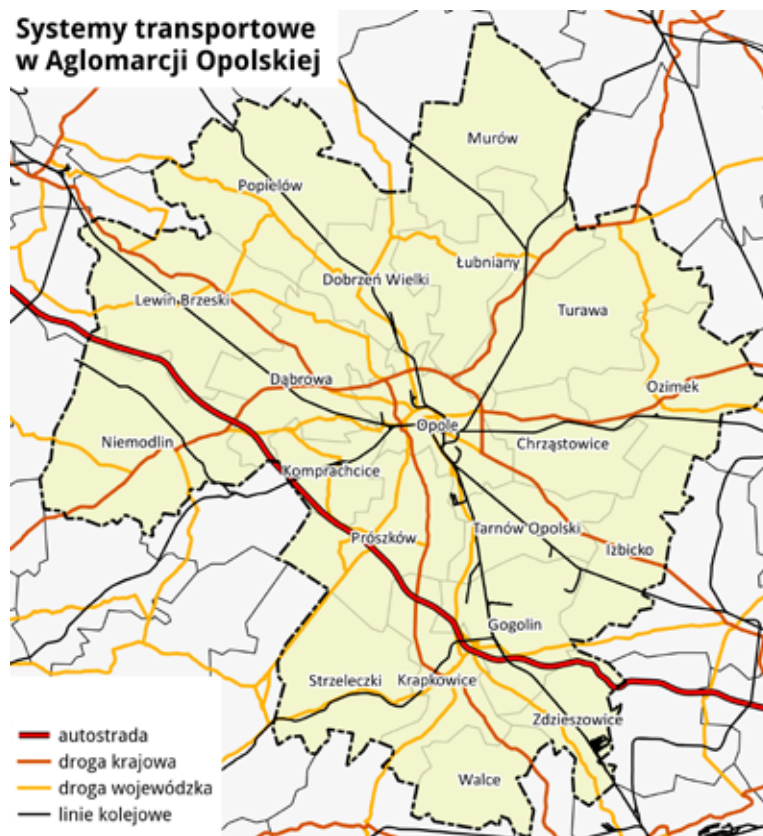 Systemy transportowe
w Aglomarcji Opolskiej
Murów
Popielów
Łubniany
Dobrzeń Wielki
Lewin Brzeski
Turawa
Dąbrowa
Ozimek
Opole
Niemodlin
Chrząstowice
Komprachcice
Tarnów Opolski
Prószków
Iżbicko
Gogolin
Strzeleczki
Krapkowice
Zdzieszowice
Walce
autostrada
droga krajowa
droga wojewódzka
linie kolejowe